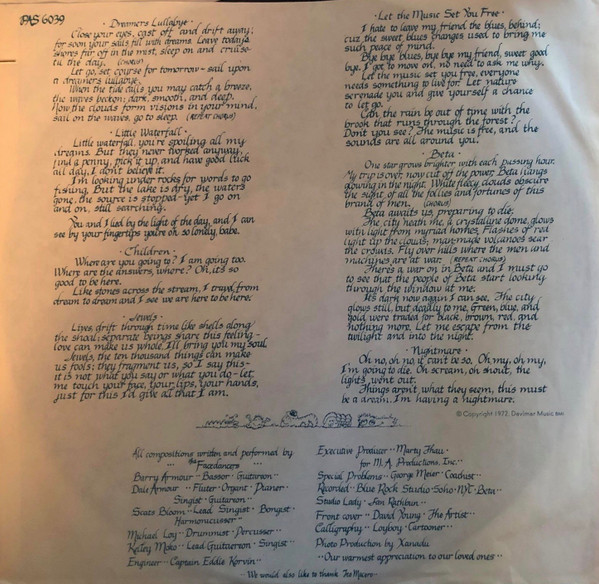 PAS 6039
· Dreamers Lullabye ·
Close your eyes, cast off and drift away;
for soon your sails fill with dreams. Leave todays
shores far off in the mist, sleep on and cruise
til the day. (CHORUS)
Let go, set course for tomorrow - sail upon
a dreamers lullabye.
When the tide falls you may catch a breeze,
the waves beckon; dark, smooth, and deep.
Now the clouds form visions in your mind,
sail on the waves, go to sleep. (REPEAT CHORUS)
· Little Waterfall ·
Little waterfall, you're spoiling all my
dreams. But they never worked anyway,
find a penny, pick it up, and have good luck
all day, I don't believe it.
I'm looking under rocks for words to go
fishing. But the lake is dry, the waters
gone, the source is stopped - yet I go on
and on, still searching.
You and I lied by the light of the day, and I can
see by your fingertips you're oh so lonely, babe.
· Children ·
Where are you going to? I am going too.
Where are the answers, where? Oh, it's so
good to be here.
Like stones across the stream, I travel from
dream to dream and I see we are here to be here.
· Jewels ·
Lives drift through time like shells along
the shoal; separate beings share this feeling -
love can make us whole. I'll bring you my soul
Jewels, the ten thousand things can make
us fools; they fragment us, so I say this -
it is not what you say or what you do - let
me touch your face, your lips, your hands,
just for this I'd give all that I am.
· Let the Music Set You Free ·
I hate to leave my friend the blues, behind;
cuz the sweet blues changes used to bring me
such peace of mind.
Bye bye blues, bye bye my friend, sweet good
bye. I got to move on, no need to ask me why.
Let the music set you free, everyone
needs something to live for. Let nature
serenade you and give yourself a chance
to let go.
Can the rain be out of time with the
brook that runs through the forest?
Dont you see? The music is free, and the
sounds are all around you.
· Beta ·
One star grows brighter with each passing hour.
My trip is over, now cut off the power, Beta hangs
glowing in the night. White fleecy clouds obscure
the sight, of all the follies and fortunes of this
brand of men. (CHORUS)
Beta awaits us, preparing to die;
The city neath me, a crystalline dome, glows
with light from myriad homes, Flashes of red
light up the clouds; man-made volcanoes sear
the crowds. Fly over hills where the men and
machines are at war. (REPEAT CHORUS)
There's a war on in Beta and I must go
to see that the people of Beta start looking
through the window at me.
Its dark now again I can see, The city
glows still, but deadly to me, Green, blue, and
gold were traded for black, brown, red, and
nothing more. Let me escape from the
twilight and into the night.
· Nightmare ·
Oh no, oh no, it cant be so, Oh my, oh my,
I'm going to die. Oh scream, oh shout, the
lights went out.
Things aren't what they seem, this must
be a dream. I'm having a nightmare.
© Copyright 1972, Davlmar Music BMI
All compositions written and performed by
·· ·· the Facedancers ·· ··
Barry Armour ·· Bassor · Guitaron ··
Dale Armour ·· Fluter · Organt · Pianer ·
Singist · Guitareon ··
Scats Bloom ·· Lead Singist · Bongist ·
Harmonicusser ··
Michael Loy ·· Drummist · Percusser ··
Kelley Mako ·· Lead Guitaerson · Singist ··
Engineer ·· Captain Eddie Korvin ··
Executive Producer ·· Marty Thau ··
for M. A. Productions, Inc. ··
Special Problems ·· George Meier · Coachust ··
Recorded ·· Blue Rock Studio · Soho · NY · Beta ··
Studio Lady · Jan Rathbun ··
Front cover ·· David Young · The Artist ··
Calligraphy ·· Loyboy · Cartooner ··
Photo Production by Xanadu
·· Our warmest appreciation to our loved ones ··
·· We would also like to thank